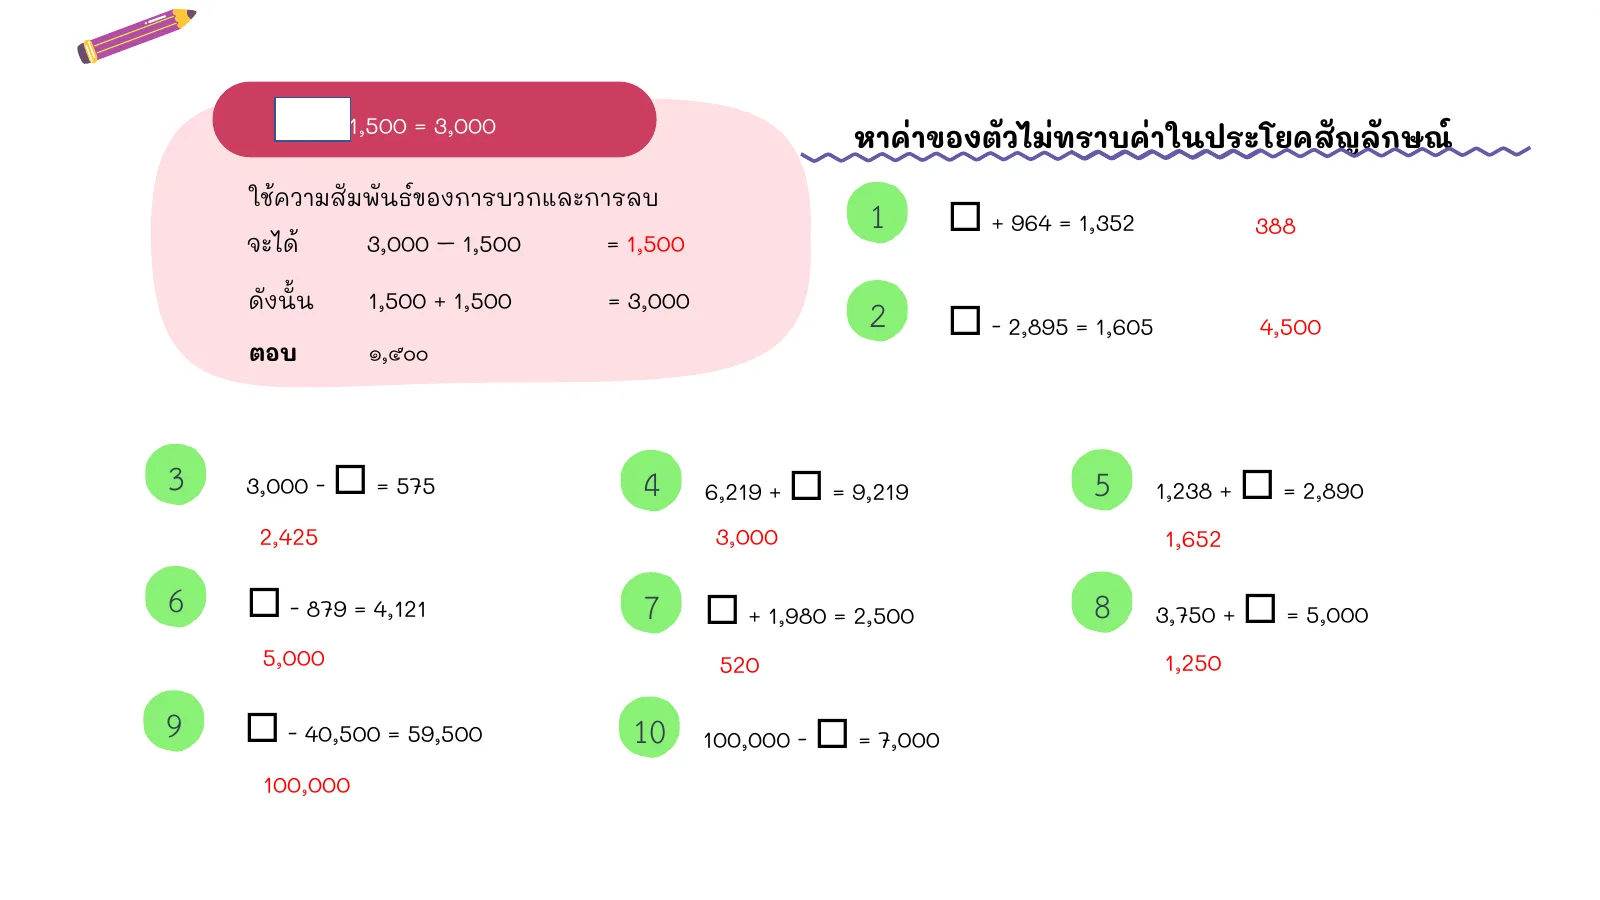 1,500 = 3,000
ใช้ความสัมพันธ์ของการบวกและการลบ
จะได้ 3,000 – 1,500 = 1,500
ดังนั้น 1,500 + 1,500 = 3,000
ตอบ ๑,๕๐๐
หาค่าของตัวไม่ทราบค่าในประโยคสัญลักษณ์
1 □ + 964 = 1,352 388
2 □ - 2,895 = 1,605 4,500
3 3,000 - □ = 575
2,425
4 6,219 + □ = 9,219
3,000
5 1,238 + □ = 2,890
1,652
6 □ - 879 = 4,121
5,000
7 □ + 1,980 = 2,500
520
8 3,750 + □ = 5,000
1,250
9 □ - 40,500 = 59,500
100,000
10 100,000 - □ = 7,000